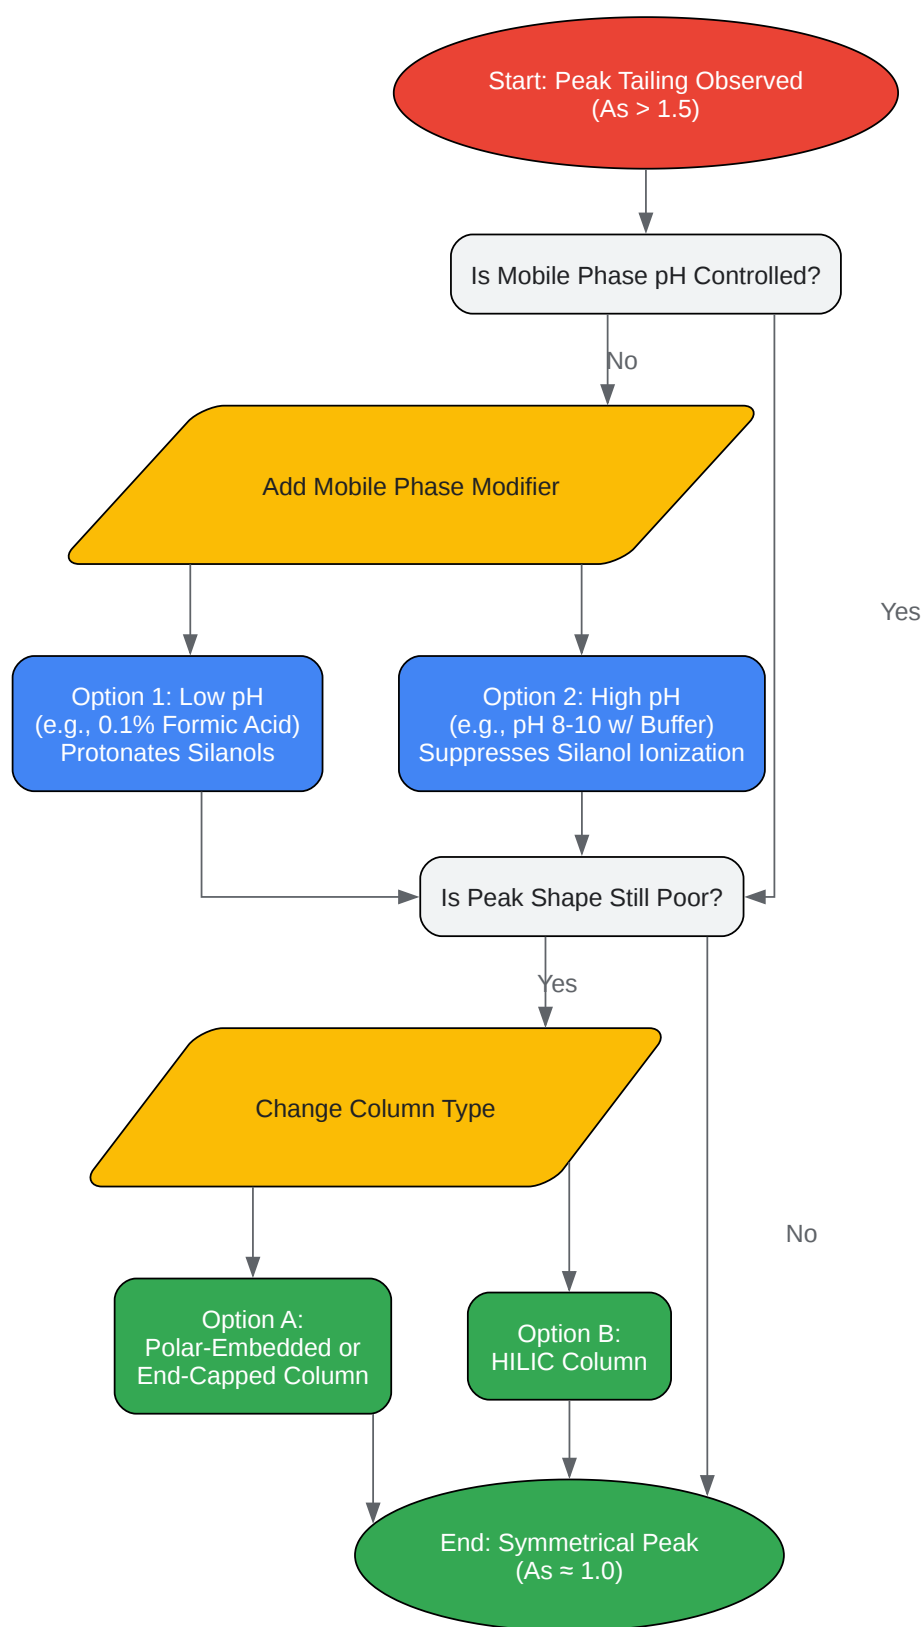 Start: Peak Tailing Observed
(As > 1.5)
Is Mobile Phase pH Controlled?
No
Add Mobile Phase Modifier
Yes
Option 1: Low pH
(e.g., 0.1% Formic Acid)
Protonates Silanols
Option 2: High pH
(e.g., pH 8-10 w/ Buffer)
Suppresses Silanol Ionization
Is Peak Shape Still Poor?
Yes
Change Column Type
No
Option A:
Polar-Embedded or
End-Capped Column
Option B:
HILIC Column
End: Symmetrical Peak
(As ≈ 1.0)